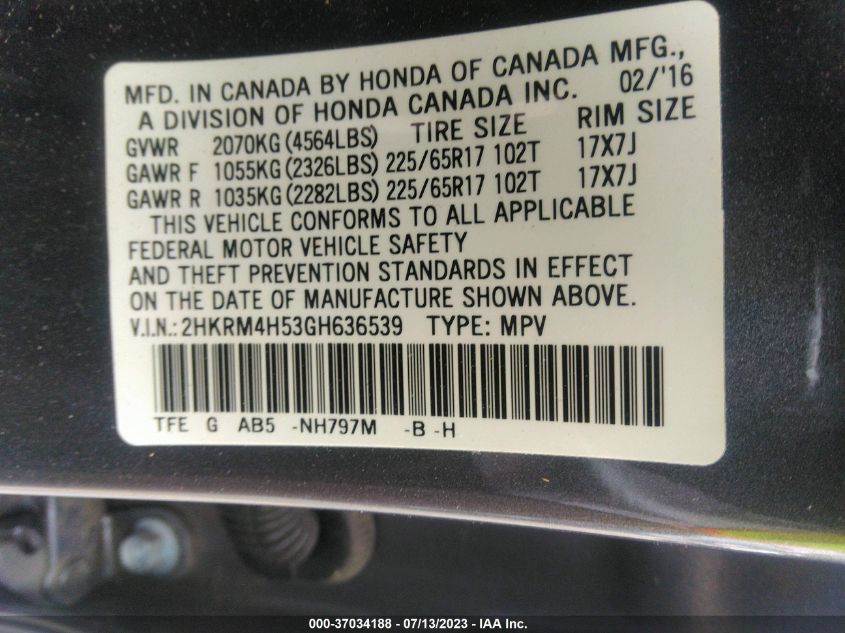 MFD. IN CANADA BY HONDA OF CANADA MFG.,
A DIVISION OF HONDA CANADA INC. 02/'16
GVWR 2070KG (4564LBS) TIRE SIZE RIM SIZE
GAWR F 1055KG (2326LBS) 225/65R17 102T 17X7J
GAWR R 1035KG (2282LBS) 225/65R17 102T 17X7J
THIS VEHICLE CONFORMS TO ALL APPLICABLE
FEDERAL MOTOR VEHICLE SAFETY
AND THEFT PREVENTION STANDARDS IN EFFECT
ON THE DATE OF MANUFACTURE SHOWN ABOVE.
V.I.N.: 2HKRM4H53GH636539 TYPE: MPV
TFE G AB5 -NH797M -B -H
000-37034188 - 07/13/2023 - IAA Inc.